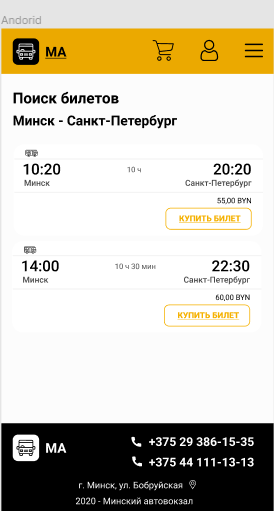 Andorid
МА
Поиск билетов
Минск - Санкт-Петербург
10:20 10 ч 20:20
Минск Санкт-Петербург
55,00 BYN
КУПИТЬ БИЛЕТ
14:00 10 ч 30 мин 22:30
Минск Санкт-Петербург
60,00 BYN
КУПИТЬ БИЛЕТ
МА +375 29 386-15-35
+375 44 111-13-13
г. Минск, ул. Бобруйская
2020 - Минский автовокзал